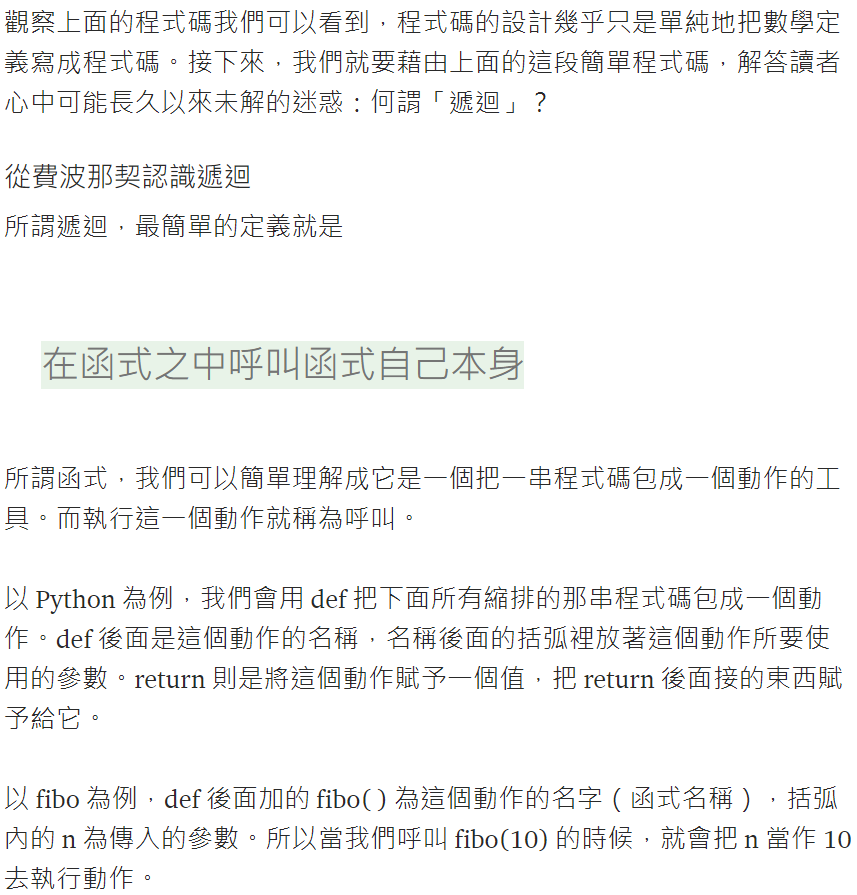 觀察上面的程式碼我們可以看到，程式碼的設計幾乎只是單純地把數學定
義寫成程式碼。接下來，我們就要藉由上面的這段簡單程式碼，解答讀者
心中可能長久以來未解的迷惑：何謂「遞迴」？
從費波那契認識遞迴
所謂遞迴，最簡單的定義就是
在函式之中呼叫函式自己本身
所謂函式，我們可以簡單理解成它是一個把一串程式碼包成一個動作的工
具。而執行這一個動作就稱為呼叫。
以 Python 為例，我們會用 def 把下面所有縮排的那串程式碼包成一個動
作。def 後面是這個動作的名稱，名稱後面的括弧裡放著這個動作所要使
用的參數。return 則是將這個動作賦予一個值，把 return 後面接的東西賦
予給它。
以 fibo 為例，def 後面加的 fibo( ) 為這個動作的名字（函式名稱），括弧
內的 n 為傳入的參數。所以當我們呼叫 fibo(10) 的時候，就會把 n 當作 10
去執行動作。